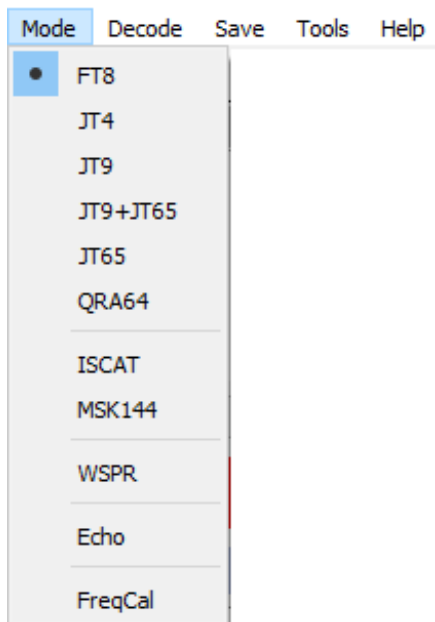 Mode Decode Save Tools Help
FT8
JT4
JT9
JT9+JT65
JT65
QRA64
ISCAT
MSK144
WSPR
Echo
FreqCal